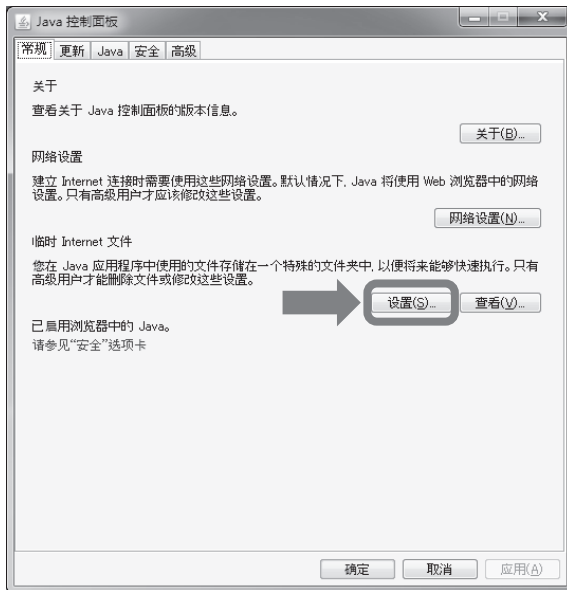 Java 控制面板
常规 更新 Java 安全 高级
关于
查看关于 Java 控制面板的版本信息。
关于(B)...
网络设置
建立 Internet 连接时需要使用这些网络设置。默认情况下, Java 将使用 Web 浏览器中的网络
设置。只有高级用户才应该修改这些设置。
网络设置(N)...
临时 Internet 文件
您在 Java 应用程序中使用的文件存储在一个特殊的文件夹中, 以便将来能够快速执行。只有
高级用户才能删除文件或修改这些设置。
设置(S)... 查看(V)...
已启用浏览器中的 Java。
请参见“安全”选项卡
确定 取消 应用(A)